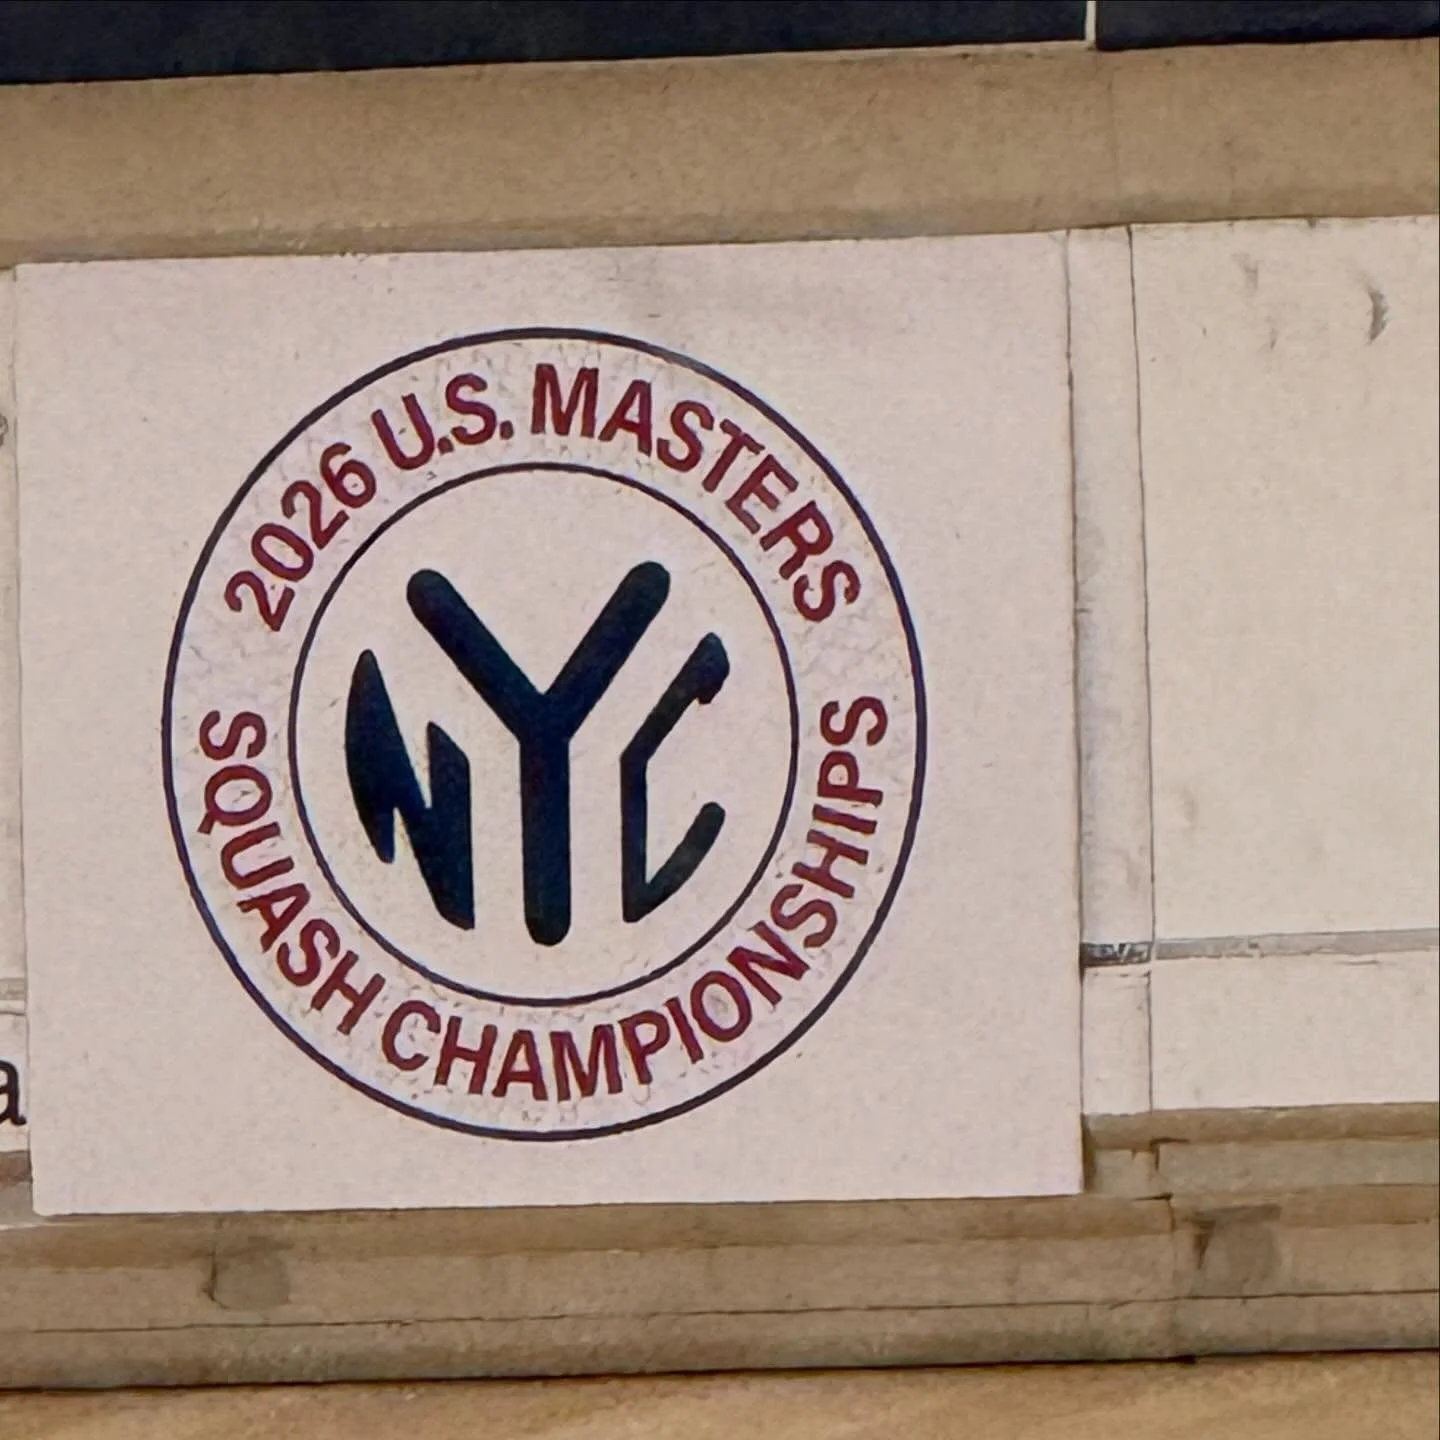 2026 U.S. MASTERS
NYC
SQUASH CHAMPIONSHIPS
a